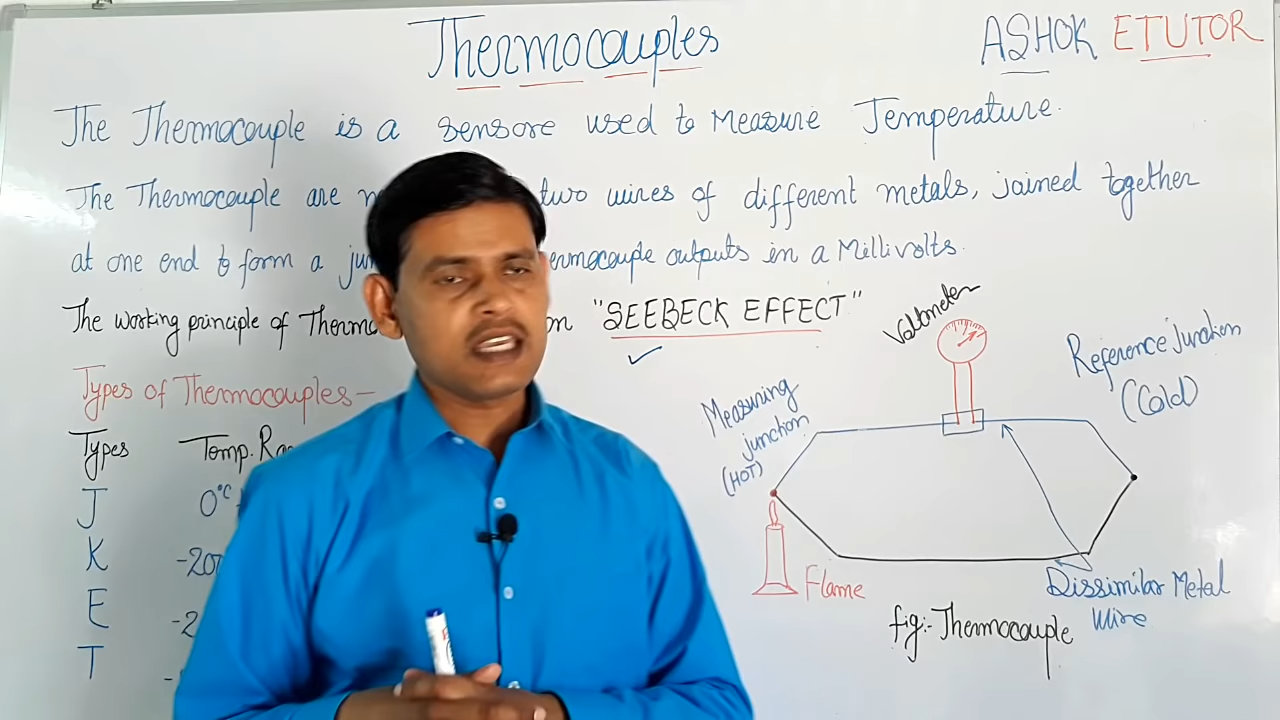 Thermocouples
ASHOK ETUTOR
The Thermocouple is a sensore used to Measure Temperature.
The Thermocouple are two wires of different metals, joined together
at one end to form a outputs in a Millivolts.
The working principle of "SEEBECK EFFECT"
Types of Thermocouples-
Types Temp.
J 0°C
K
E
T
Voltmeter
Reference junction
(Cold)
Measuring
junction
(HOT)
Flame
Dissimilar Metal
Wire
fig:- Thermocouple